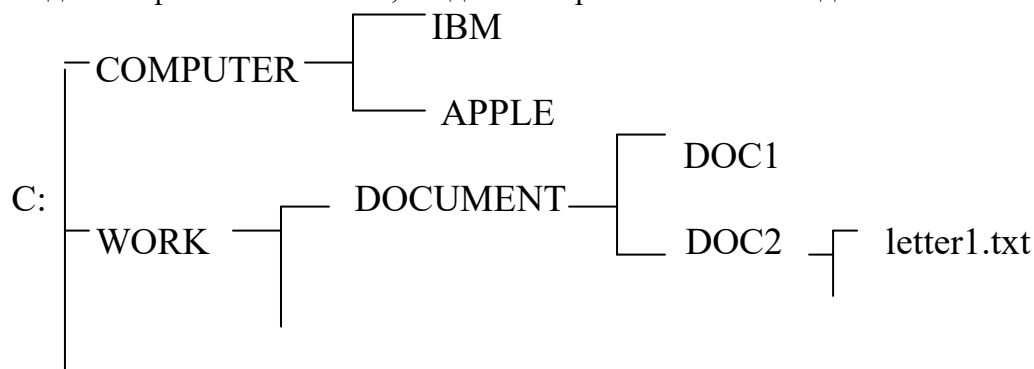 IBM
COMPUTER
APPLE
DOC1
C:
DOCUMENT
WORK
DOC2
letter1.txt